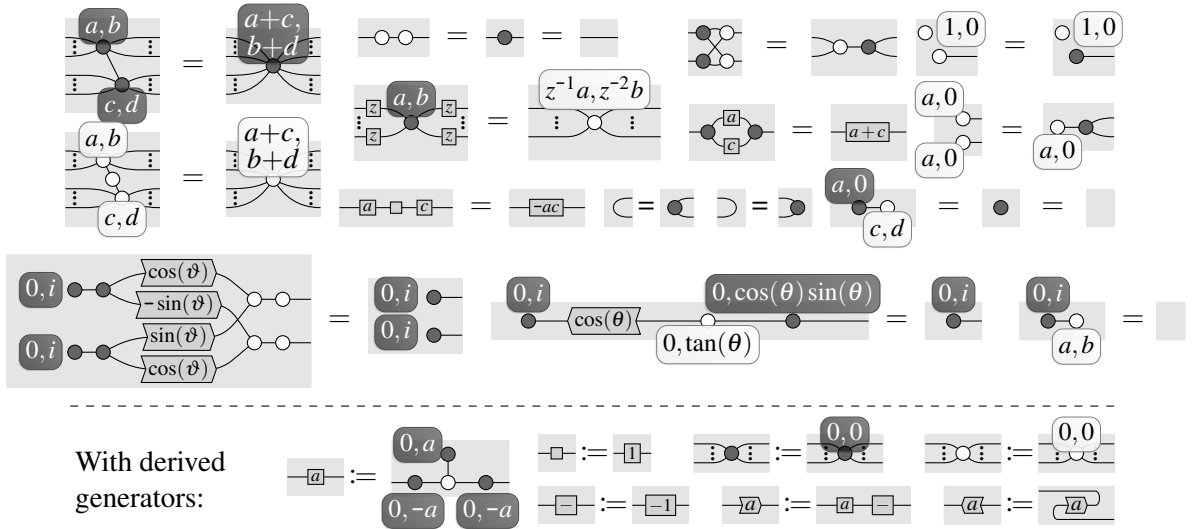 a, b a+c, b+d = = = = 1, 0 = 1, 0
c, d
a, b z z = z⁻¹a, z⁻²b a c = a+c a, 0 a, 0 = a, 0
z z
a, b = a+c, b+d
c, d a c = -ac = = a, 0 c, d = =
0, i cos(ϑ) = 0, i 0, i cos(θ) 0, tan(θ) 0, cos(θ) sin(θ) = 0, i 0, i a, b =
-sin(ϑ)
0, i sin(ϑ) 0, i
cos(ϑ)
With derived
generators:
a := 0, a 0, -a 0, -a
:= 1 := 0, 0 := 0, 0
- := -1 a := a - a := a